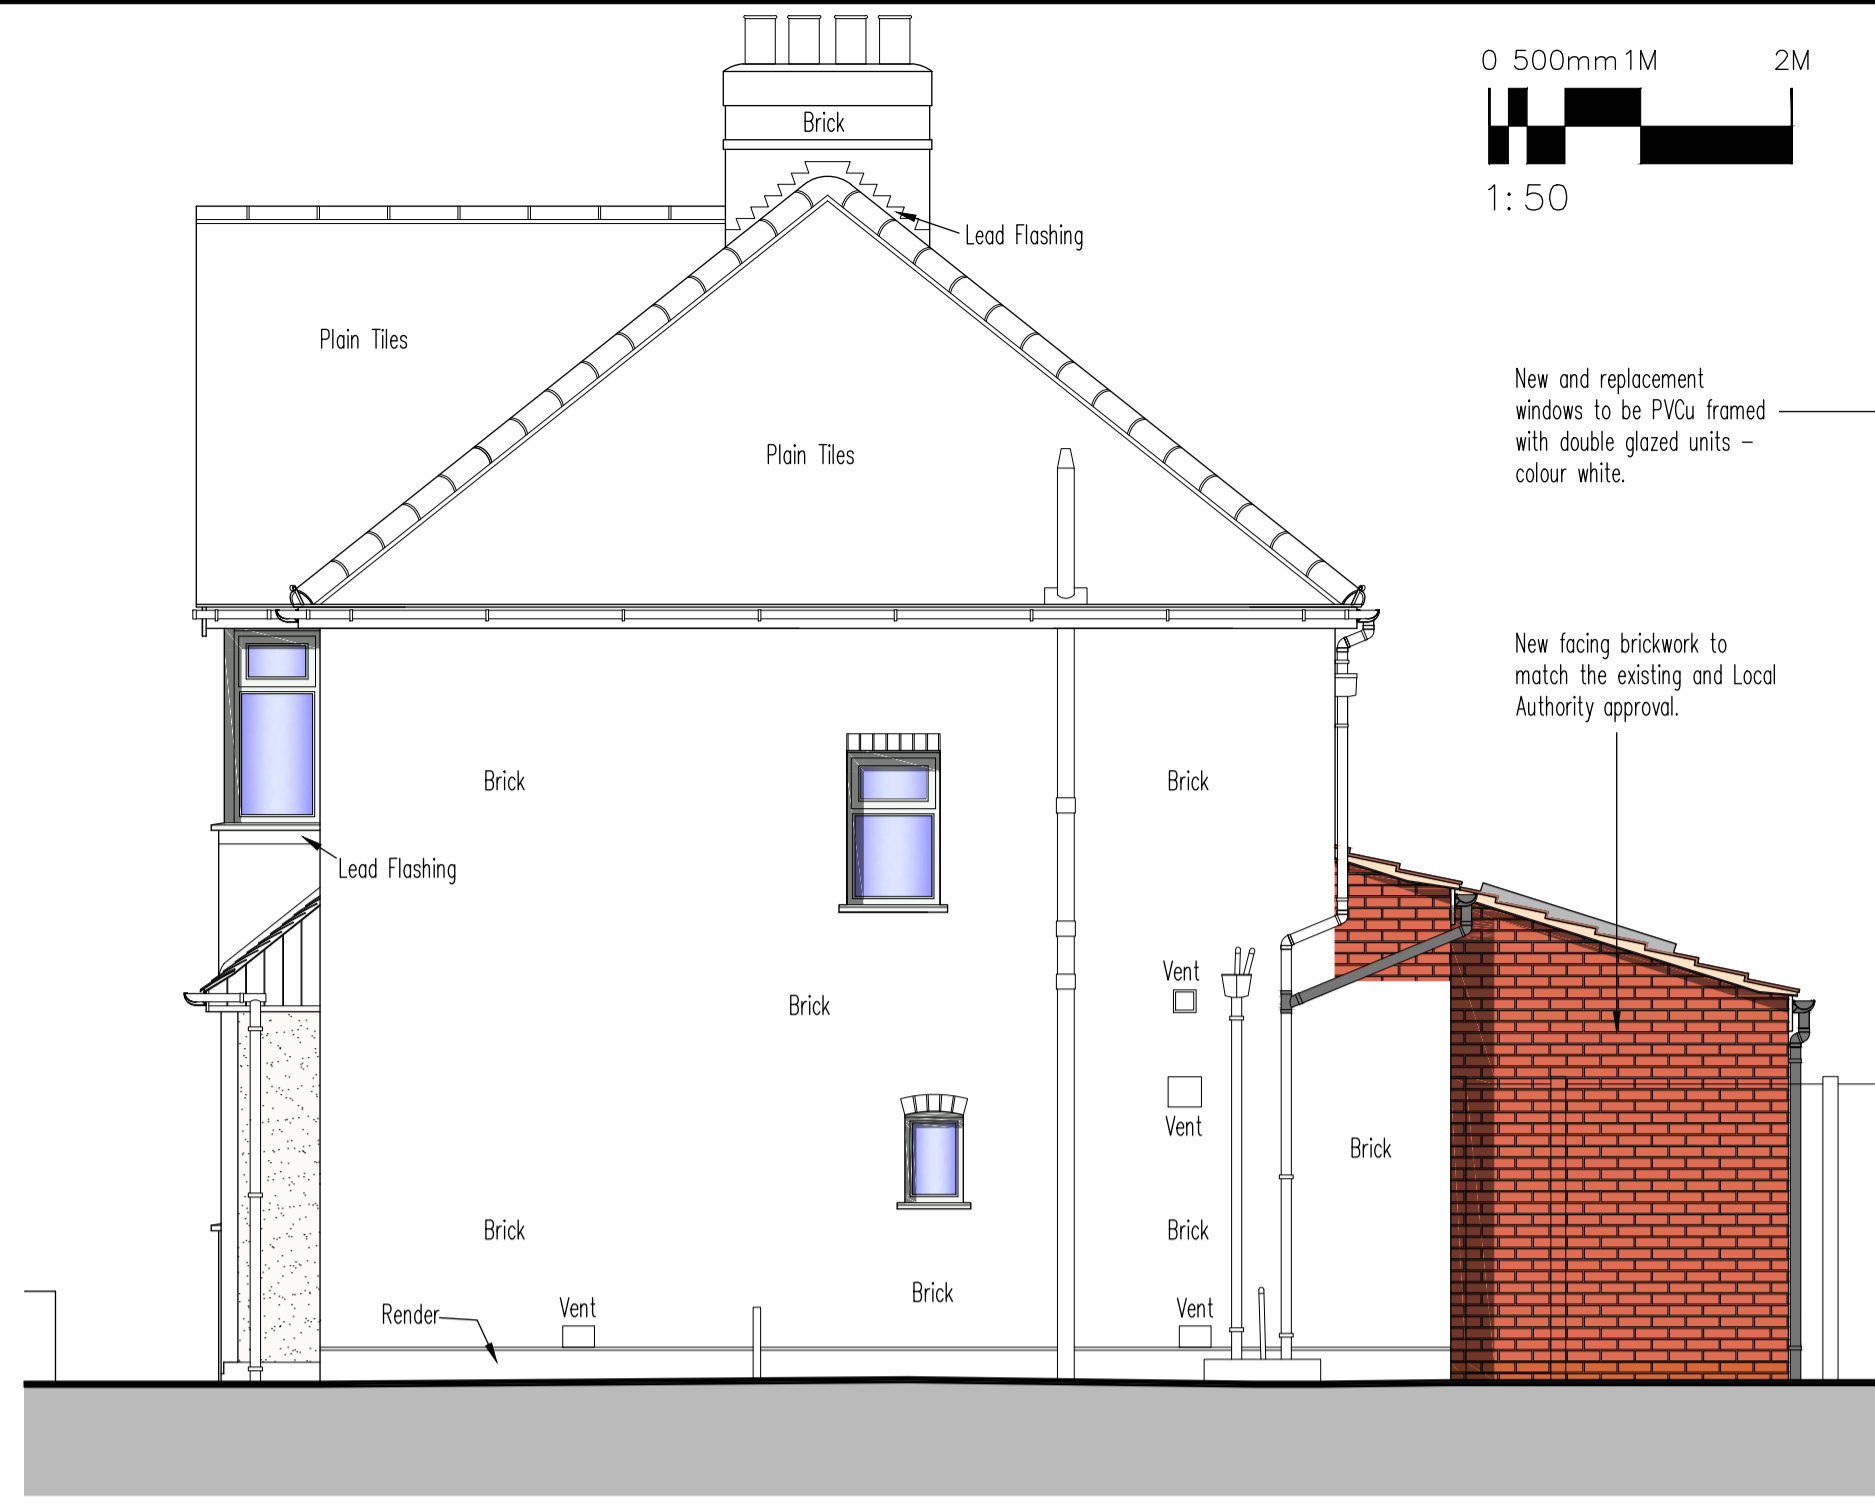 0 500mm 1M 2M
1:50
Brick
Lead Flashing
Plain Tiles
New and replacement
windows to be PVCu framed
with double glazed units –
colour white.
Plain Tiles
New facing brickwork to
match the existing and Local
Authority approval.
Brick
Brick
Lead Flashing
Vent
Brick
Vent
Brick
Brick
Brick
Brick
Render
Vent
Vent